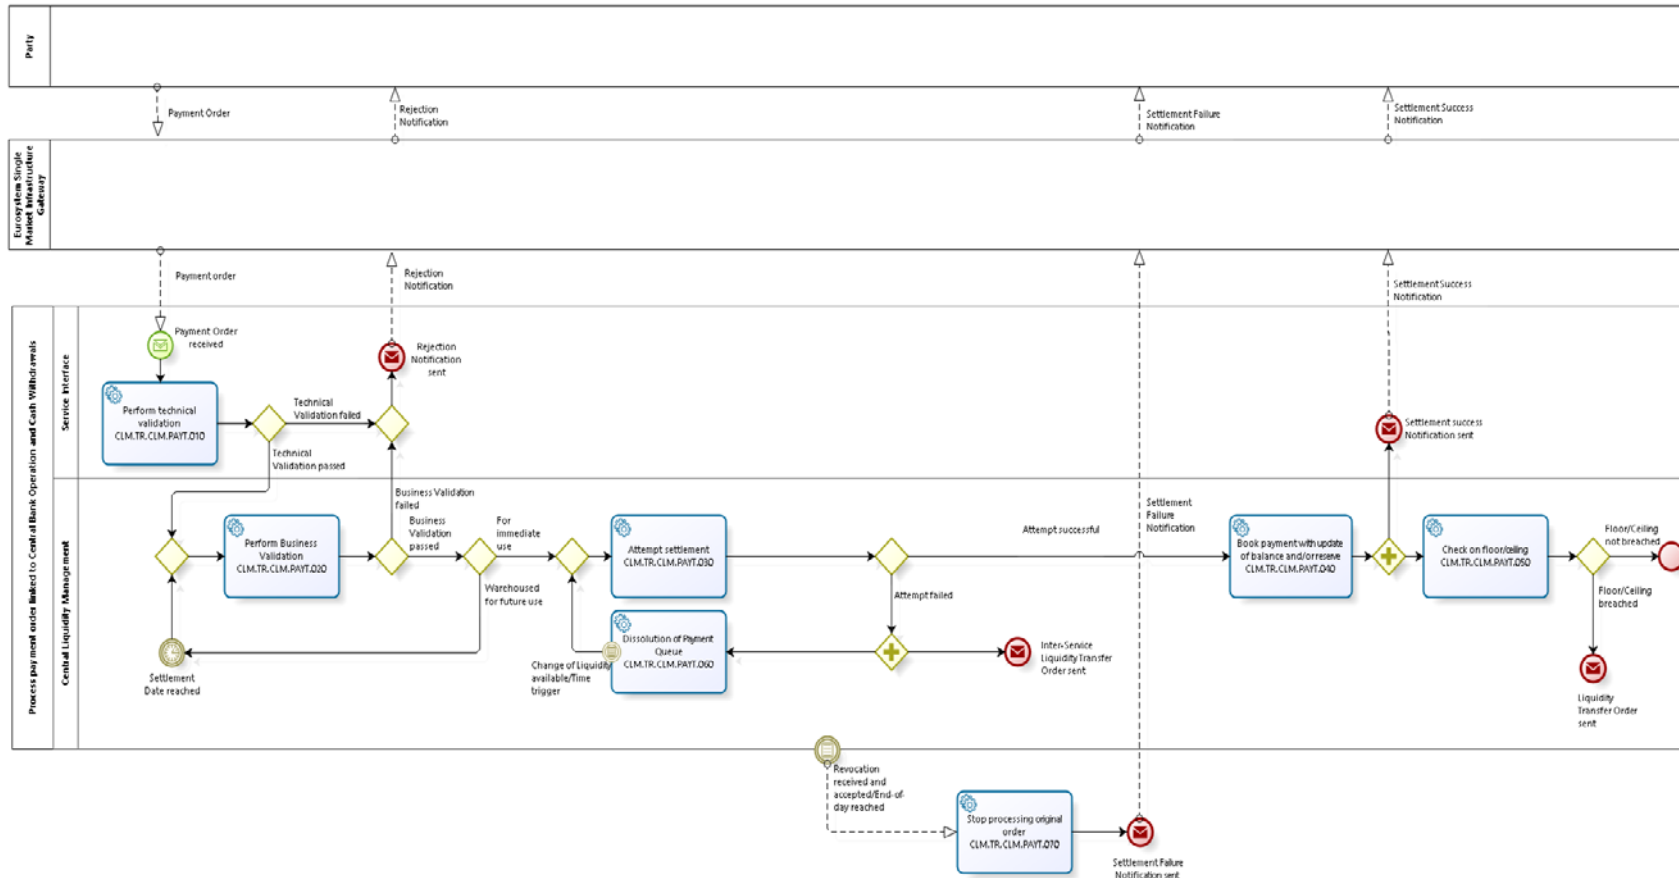 Party
Payment Order
Rejection
Notification
Settlement Failure
Notification
Settlement Success
Notification
Eurosystem Single
Market Infrastructure
Gateway
Payment order
Rejection
Notification
Settlement Success
Notification
Process payment order linked to Central Bank Operation and Cash Withdrawals
Service Interface
Payment Order
received
Rejection
Notification
sent
Perform technical
validation
CLM.TR.CLM.PAYT.010
Technical
Validation failed
Technical
Validation passed
Settlement success
Notification sent
Central Liquidity Management
Business Validation
failed
Perform Business
Validation
CLM.TR.CLM.PAYT.020
Business
Validation
passed
For
immediate
use
Warehoused
for future use
Attempt settlement
CLM.TR.CLM.PAYT.030
Attempt successful
Attempt failed
Settlement
Failure
Notification
Book payment with update
of balance and/or reserve
CLM.TR.CLM.PAYT.040
Check on floor/ceiling
CLM.TR.CLM.PAYT.050
Floor/Ceiling
not breached
Floor/Ceiling
breached
Settlement
Date reached
Dissolution of Payment
Queue
CLM.TR.CLM.PAYT.060
Change of Liquidity
available/Time
trigger
Inter-Service
Liquidity Transfer
Order sent
Liquidity
Transfer Order
sent
Revocation
received and
accepted/End-of-
day reached
Stop processing original
order
CLM.TR.CLM.PAYT.070
Settlement Failure
Notification sent